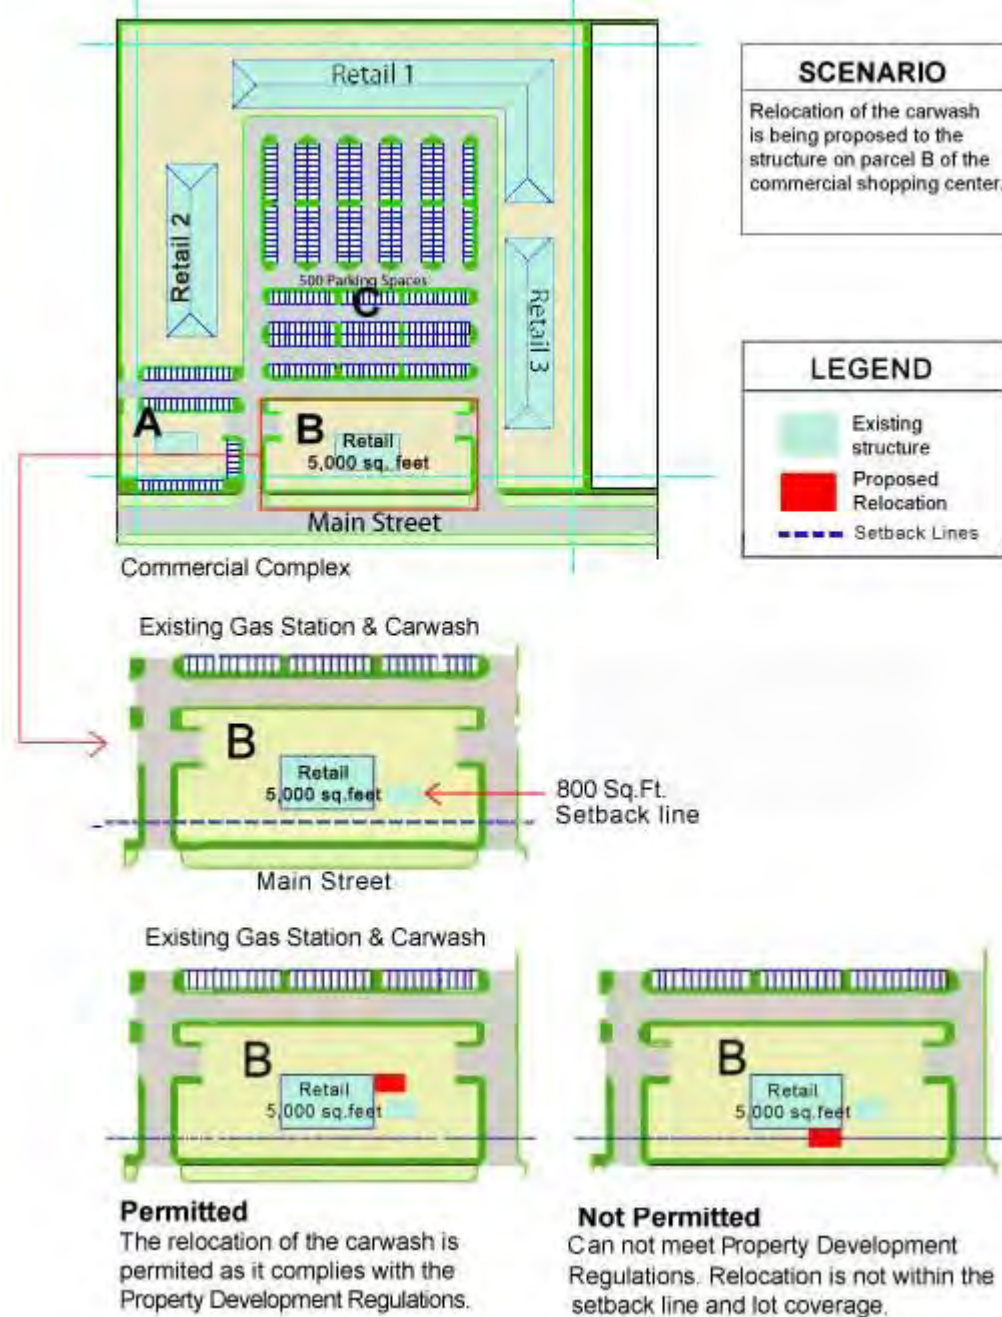 Retail 1
SCENARIO
Relocation of the carwash
is being proposed to the
structure on parcel B of the
commercial shopping center.
Retail 2
500 Parking Spaces
C
Retail 3
LEGEND
Existing
structure
Proposed
Relocation
Setback Lines
A
B
Retail
5,000 sq. feet
Main Street
Commercial Complex
Existing Gas Station & Carwash
B
Retail
5,000 sq.feet
800 Sq.Ft.
Setback line
Main Street
Existing Gas Station & Carwash
B
Retail
5,000 sq.feet
B
Retail
5,000 sq.feet
Permitted
The relocation of the carwash is
permited as it complies with the
Property Development Regulations.
Not Permitted
Can not meet Property Development
Regulations. Relocation is not within the
setback line and lot coverage.